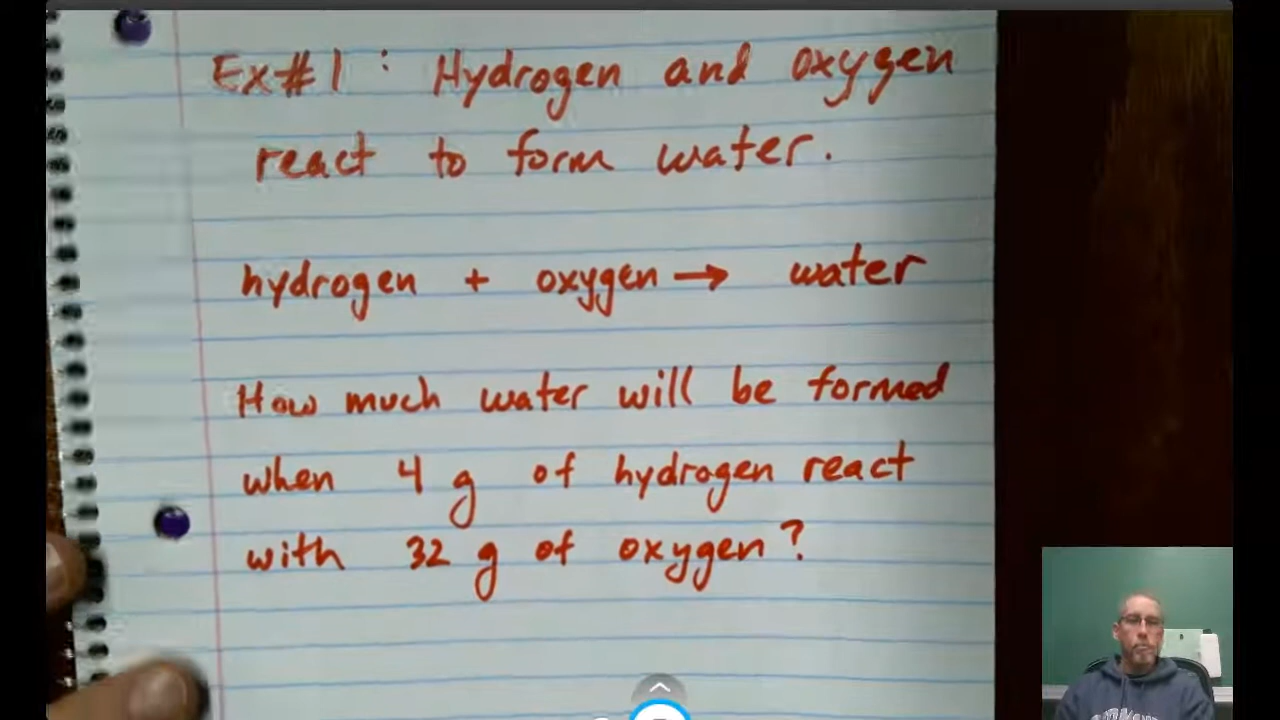 Ex#1 : Hydrogen and oxygen
react to form water.
hydrogen + oxygen → water
How much water will be formed
when 4 g of hydrogen react
with 32 g of oxygen?